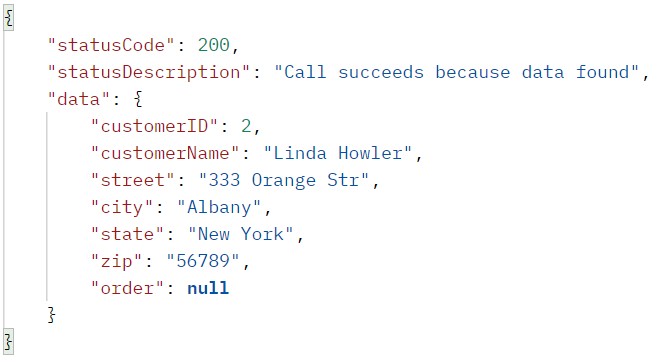 {
    "statusCode": 200,
    "statusDescription": "Call succeeds because data found",
    "data": {
        "customerID": 2,
        "customerName": "Linda Howler",
        "street": "333 Orange Str",
        "city": "Albany",
        "state": "New York",
        "zip": "56789",
        "order": null
    }
}